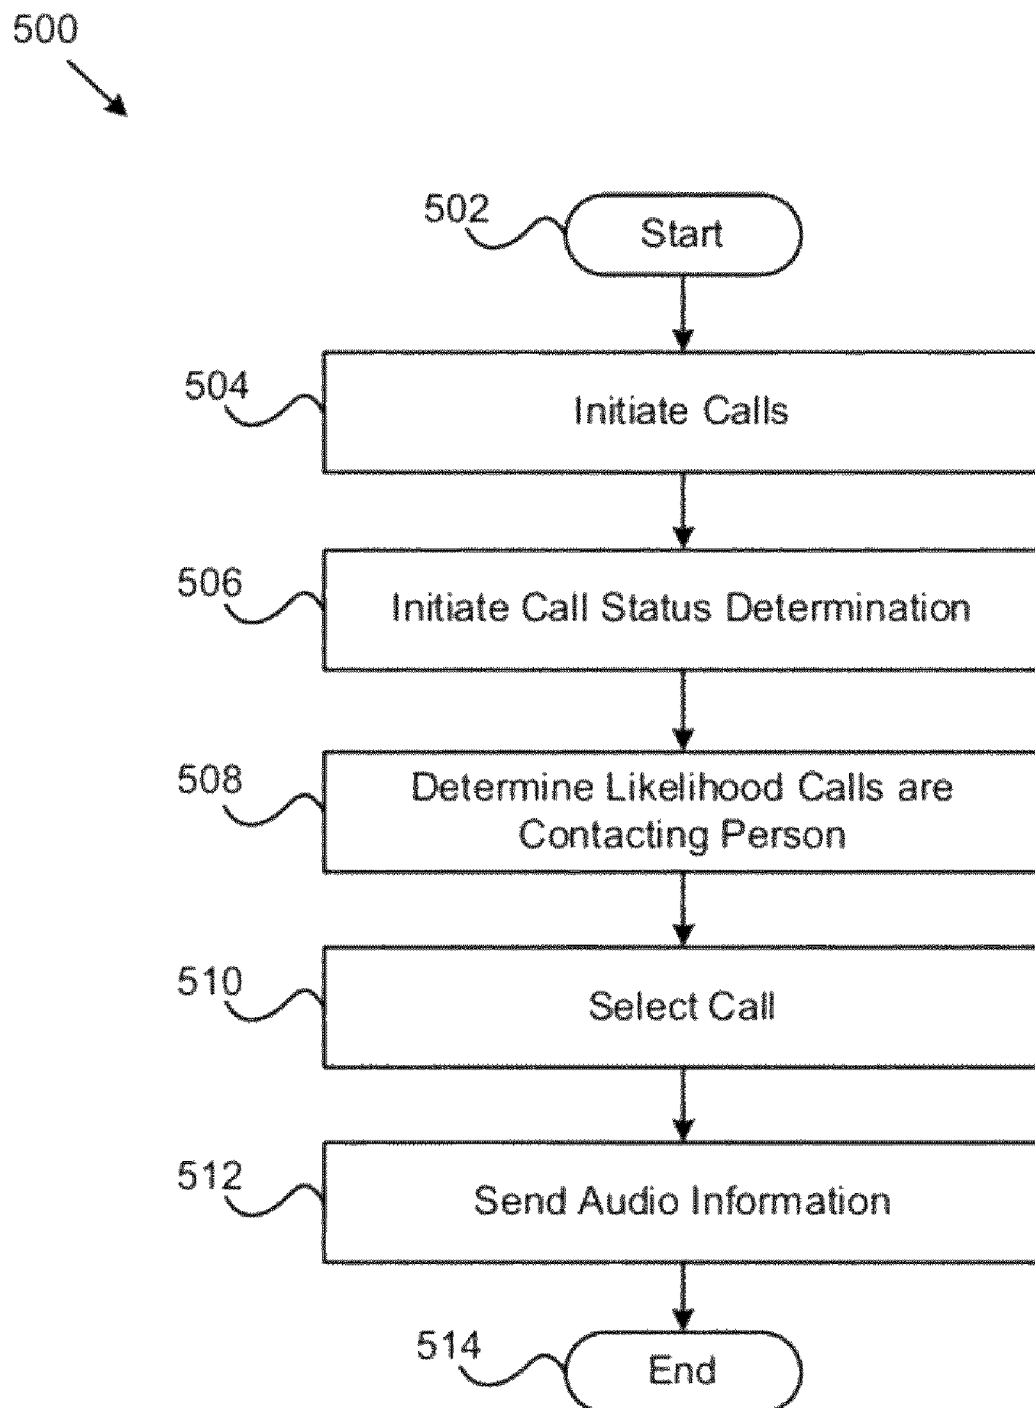 500
502
Start
504
Initiate Calls
506
Initiate Call Status Determination
508
Determine Likelihood Calls are
Contacting Person
510
Select Call
512
Send Audio Information
514
End